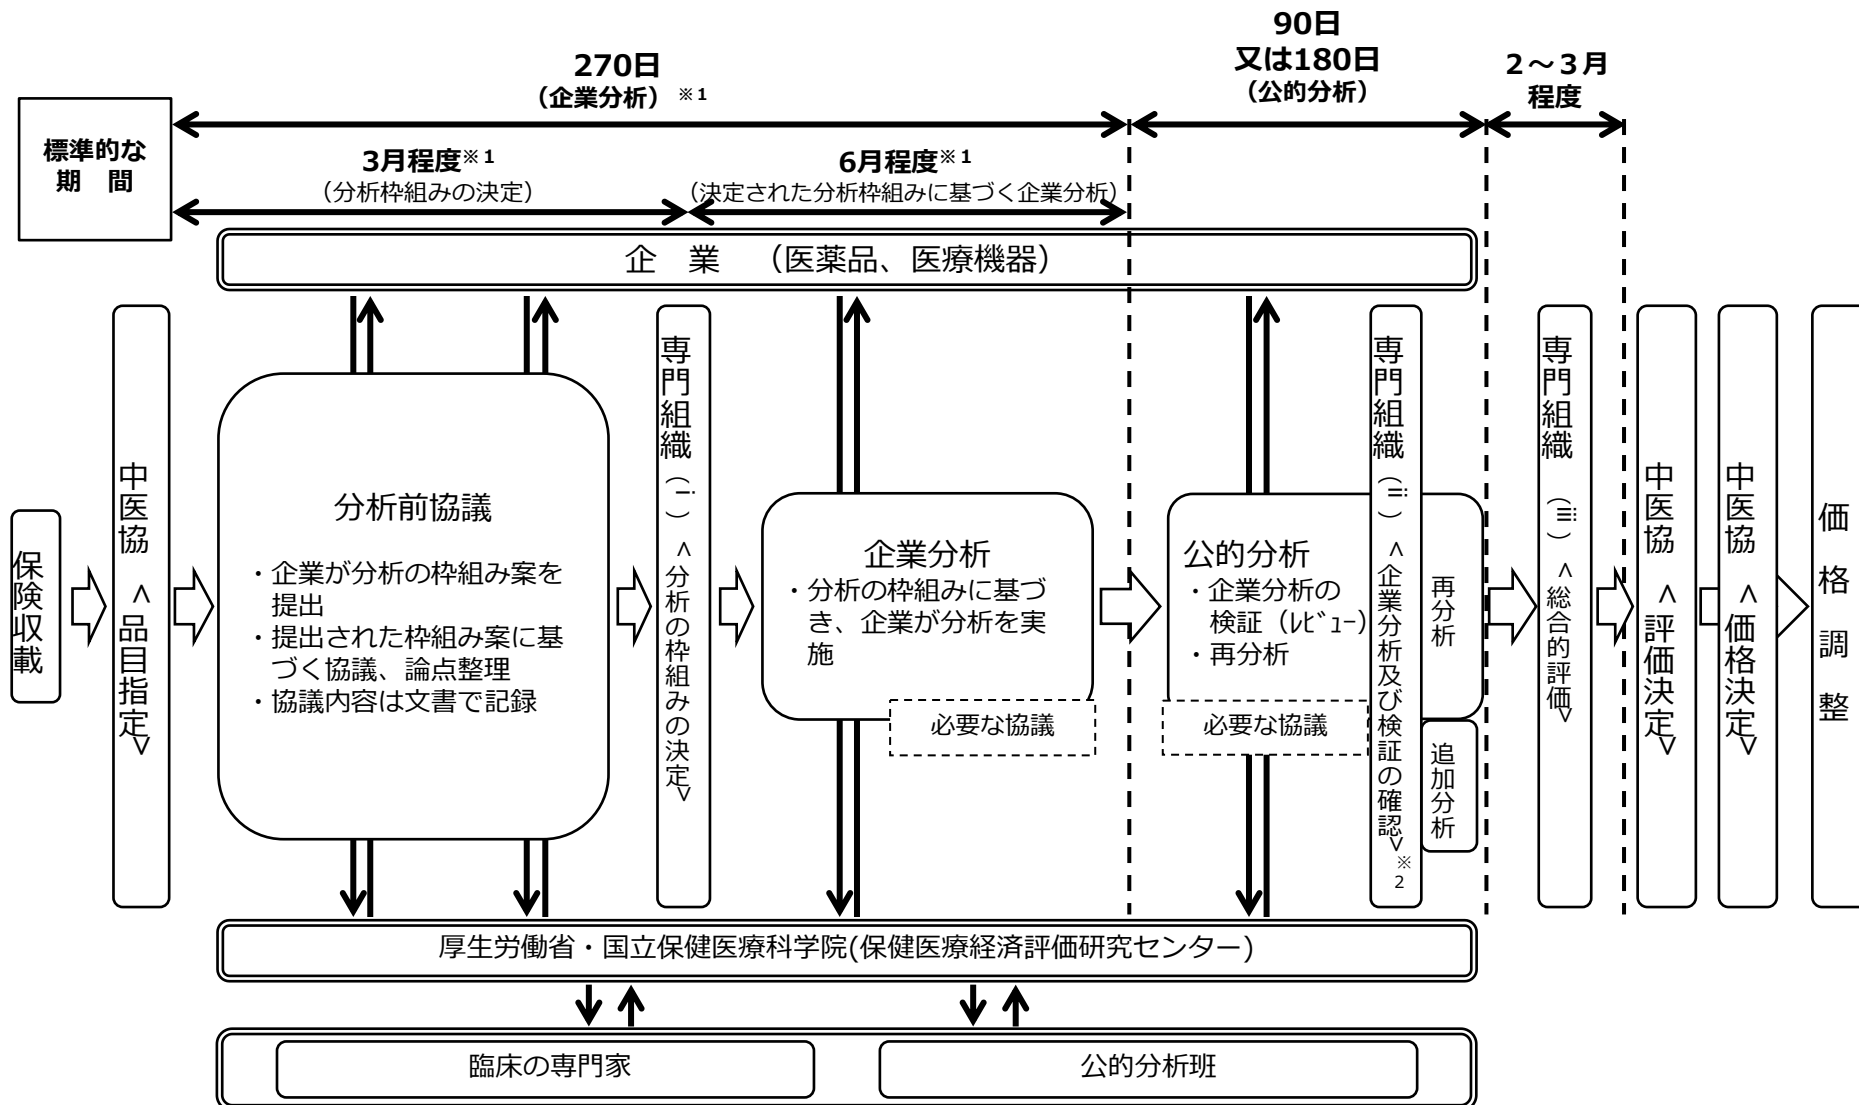 90日
又は180日
（公的分析）
270日
（企業分析）※1
2～3月
程度
標準的な
期　間
3月程度※1
（分析枠組みの決定）
6月程度※1
（決定された分析枠組みに基づく企業分析）
企　業　（医薬品、医療機器）
保険収載
中医協　<品目指定>
分析前協議
・企業が分析の枠組み案を
提出
・提出された枠組み案に基
づく協議、論点整理
・協議内容は文書で記録
専門組織（i）<分析の枠組みの決定>
企業分析
・分析の枠組みに基づ
き、企業が分析を実
施
必要な協議
公的分析
・企業分析の
検証（ﾚﾋﾞｭｰ）
・再分析
必要な協議
専門組織（ii）<企業分析及び検証の確認>※2
再分析
追加分析
専門組織　（iii）<総合的評価>
中医協　<評価決定>
中医協　<価格決定>
価格調整
厚生労働省・国立保健医療科学院(保健医療経済評価研究センター)
臨床の専門家
公的分析班